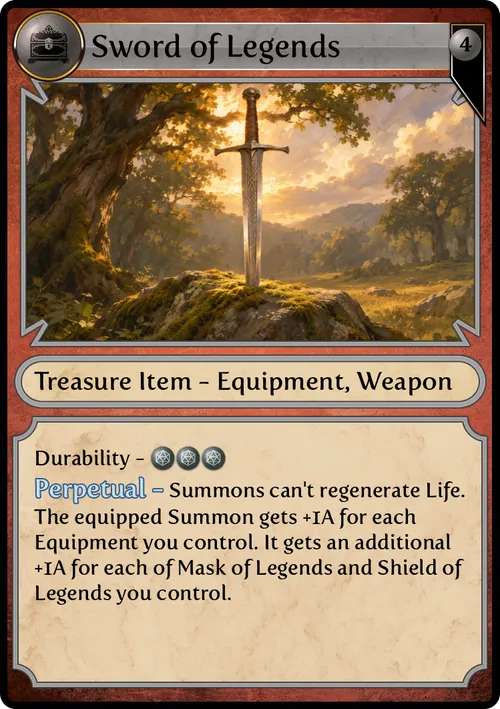 Sword of Legends
4
Treasure Item - Equipment, Weapon
Durability -
Perpetual - Summons can't regenerate Life.
The equipped Summon gets +1A for each
Equipment you control. It gets an additional
+1A for each of Mask of Legends and Shield of
Legends you control.